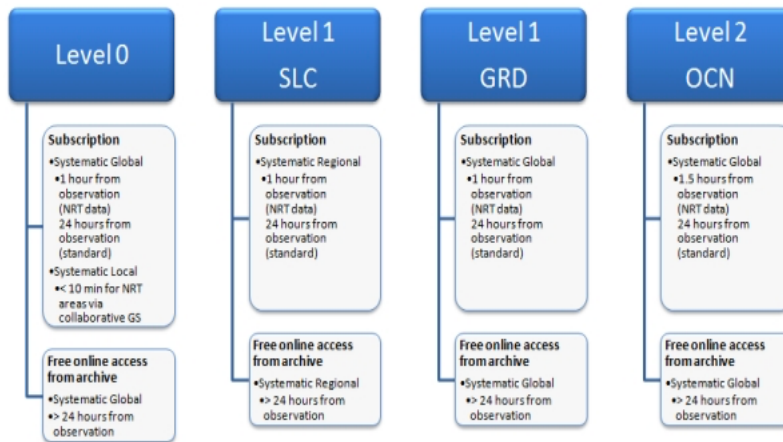 Level 0
Subscription
•Systematic Global
•1 hour from
observation
(NRT data)
24 hours from
observation
(standard)
•Systematic Local
•< 10 min for NRT
areas via
collaborative GS
Free online access
from archive
•Systematic Global
•> 24 hours from
observation
Level 1
SLC
Subscription
•Systematic Regional
•1 hour from
observation
(NRT data)
24 hours from
observation
(standard)
Free online access
from archive
•Systematic Regional
•> 24 hours from
observation
Level 1
GRD
Subscription
•Systematic Global
•1 hour from
observation
(NRT data)
24 hours from
observation
(standard)
Free online access
from archive
•Systematic Global
•> 24 hours from
observation
Level 2
OCN
Subscription
•Systematic Global
•1.5 hours from
observation
(NRT data)
24 hours from
observation
(standard)
Free online access
from archive
•Systematic Global
•> 24 hours from
observation